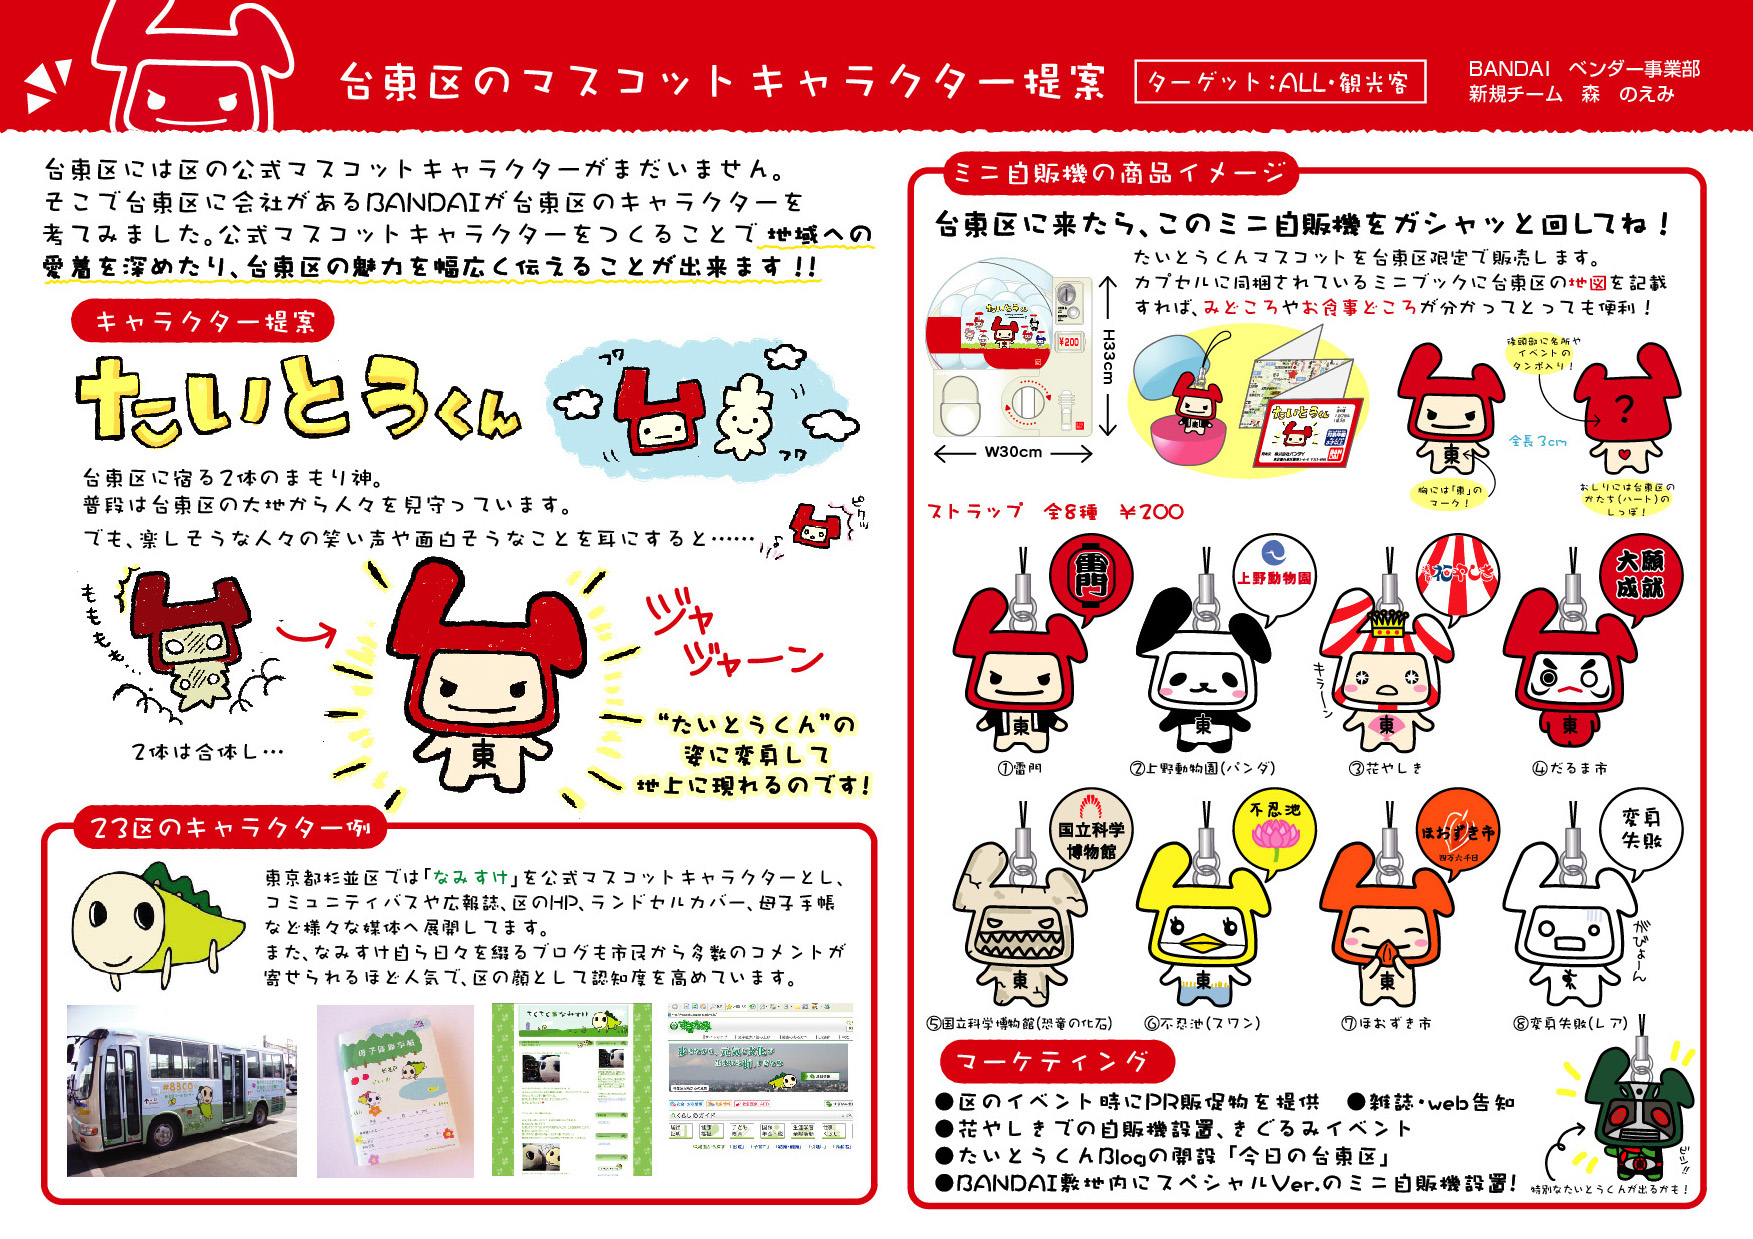 台東区のマスコットキャラクター提案
ターゲット:ALL・観光客
BANDAI ベンダー事業部
新規チーム 森 のえみ
台東区には区の公式マスコットキャラクターがまだいません。
そこで台東区に会社があるBANDAIが台東区のキャラクターを
考てみました。公式マスコットキャラクターをつくることで地域への
愛着を深めたり、台東区の魅力を幅広く伝えることが出来ます!!
キャラクター提案
たいとうくん
フワ
フワ
台東区に宿る2体のまもり神。
普段は台東区の大地から人々を見守っています。
でも、楽しそうな人々の笑い声や面白そうなことを耳にすると……
ピクッ
もももも…
2体は合体し…
東
ジャ
ジャーン
"たいとうくん"の
姿に変身して
地上に現れるのです!
23区のキャラクター例
東京都杉並区では「なみすけ」を公式マスコットキャラクターとし、
コミュニティバスや広報誌、区のHP、ランドセルカバー、母子手帳
など様々な媒体へ展開してます。
また、なみすけ自ら日々を綴るブログも市民から多数のコメントが
寄せられるほど人気で、区の顔として認知度を高めています。
てくてくなみすけ
ミニ自販機の商品イメージ
台東区に来たら、このミニ自販機をガシャッと回してね!
たいとうくんマスコットを台東区限定で販売します。
カプセルに同梱されているミニブックに台東区の地図を記載
すれば、みどころやお食事どころが分かってとっても便利!
たいとうくん
¥200
H33cm
W30cm
たいとうくん
後頭部に名所や
イベントの
タンポ入り!
?
全長3cm
東
胸には「東」の
マーク!
おしりには台東区の
かたち(ハート)の
しっぽ!
ストラップ 全8種 ¥200
雷門
東
①雷門
上野動物園
東
②上野動物園(パンダ)
花やしき
キラーン
東
③花やしき
大願
成就
東
④だるま市
国立科学
博物館
東
⑤国立科学博物館(恐竜の化石)
不忍池
東
⑥不忍池(スワン)
ほおずき市
四万六千日
東
⑦ほおずき市
変身
失敗
がびょーん
⑧変身失敗(レア)
マーケティング
●区のイベント時にPR販促物を提供 ●雑誌・web告知
●花やしきでの自販機設置、きぐるみイベント
●たいとうくんBlogの開設「今日の台東区」
●BANDAI敷地内にスペシャルVer.のミニ自販機設置!
特別なたいとうくんが出るかも!